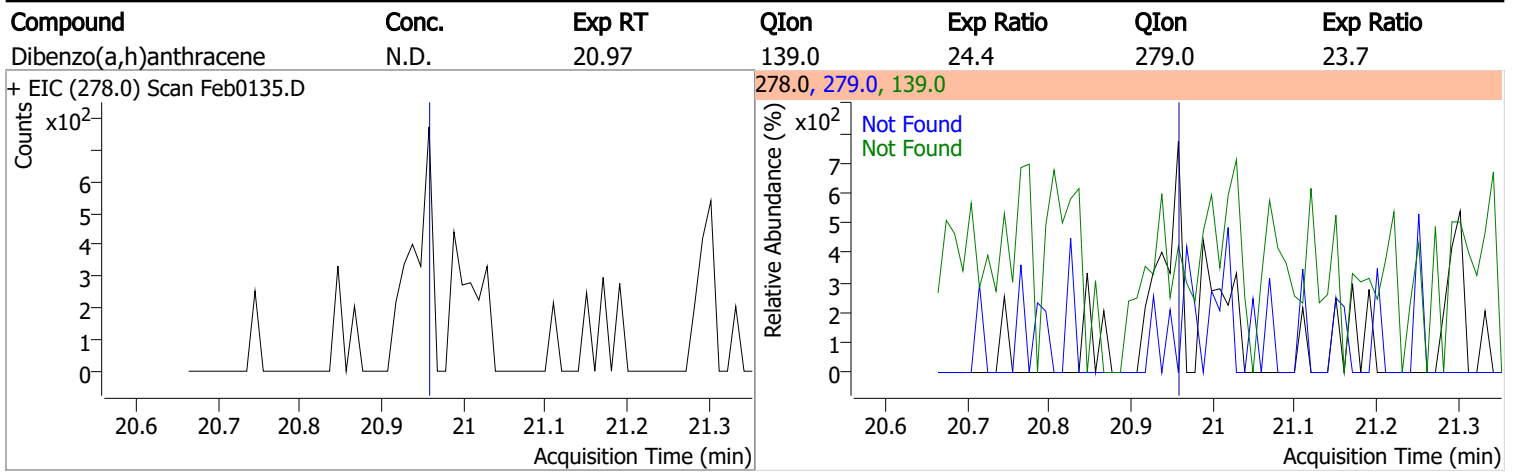 Compound Conc. Exp RT QIon Exp Ratio QIon Exp Ratio
Dibenzo(a,h)anthracene N.D. 20.97 139.0 24.4 279.0 23.7
+ EIC (278.0) Scan Feb0135.D
Counts
x10²
6
5
4
3
2
1
0
20.6 20.7 20.8 20.9 21 21.1 21.2 21.3
Acquisition Time (min)
278.0, 279.0, 139.0
Relative Abundance (%)
x10²
Not Found
Not Found
7
6
5
4
3
2
1
0
20.6 20.7 20.8 20.9 21 21.1 21.2 21.3
Acquisition Time (min)